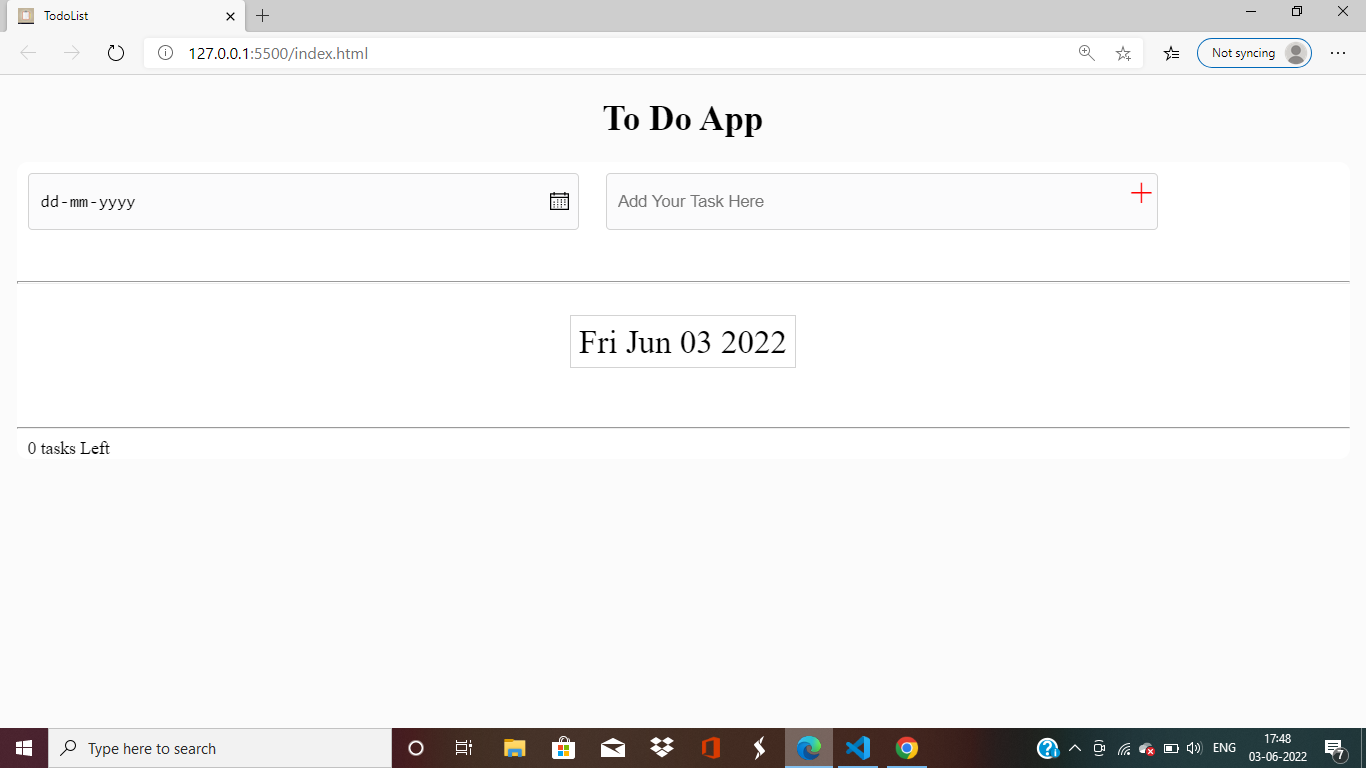 TodoList
127.0.0.1:5500/index.html
Not syncing
To Do App
dd-mm-yyyy
Add Your Task Here
Fri Jun 03 2022
0 tasks Left
Type here to search
ENG
17:48
03-06-2022
7